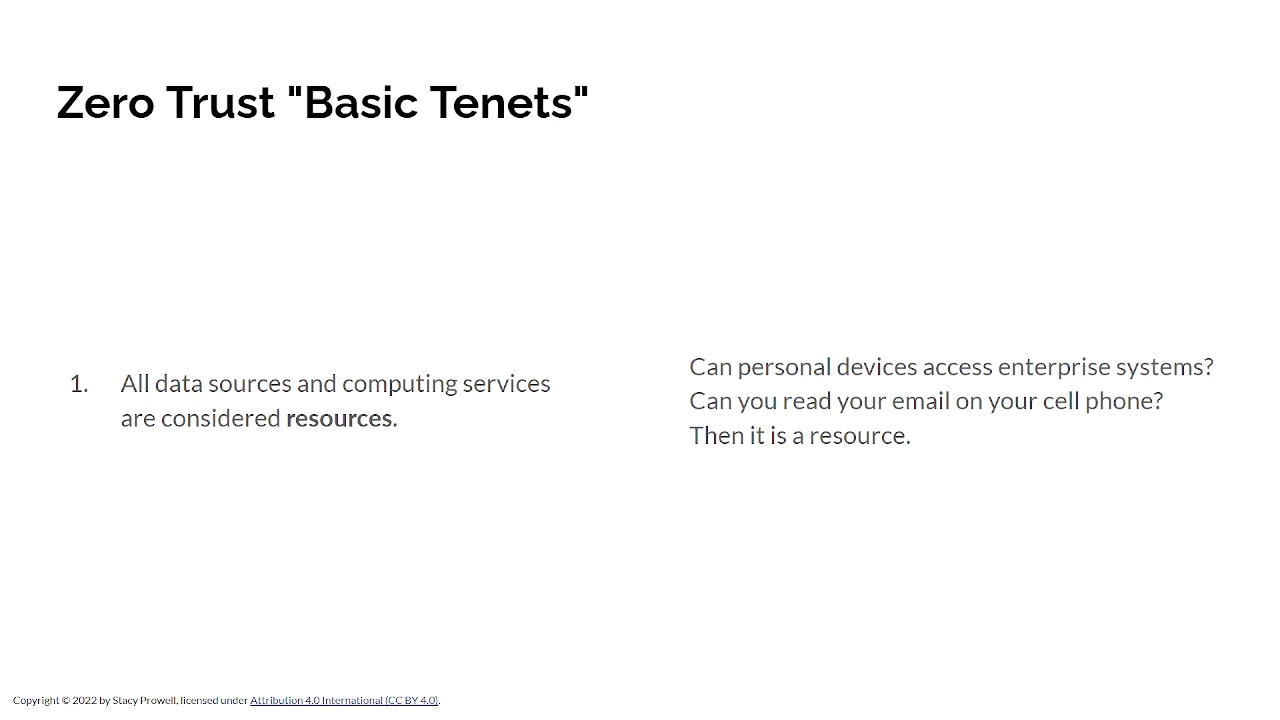 Zero Trust "Basic Tenets"
1. All data sources and computing services
are considered resources.
Can personal devices access enterprise systems?
Can you read your email on your cell phone?
Then it is a resource.
Copyright © 2022 by Stacy Prowell, licensed under Attribution 4.0 International (CC BY 4.0).